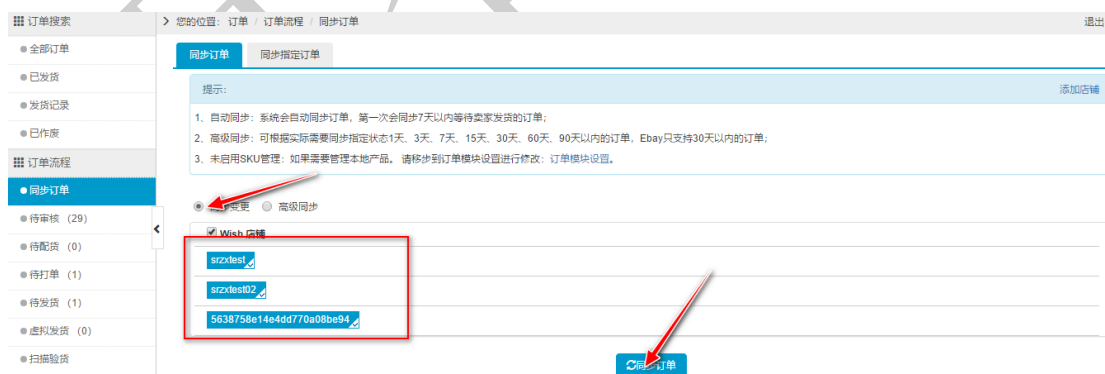 订单搜索
全部订单
已发货
发货记录
已作废
订单流程
同步订单
待审核 (29)
待配货 (0)
待打单 (1)
待发货 (1)
虚拟发货 (0)
扫描验货
您的位置: 订单 / 订单流程 / 同步订单
退出
同步订单 同步指定订单
提示:
添加店铺
1、自动同步: 系统会自动同步订单, 第一次会同步7天以内等待卖家发货的订单;
2、高级同步: 可根据实际需要同步指定状态1天、3天、7天、15天、30天、60天、90天以内的订单, Ebay只支持30天以内的订单;
3、未启用SKU管理: 如果需要管理本地产品。 请移步到订单模块设置进行修改: 订单模块设置。
变更 高级同步
Wish 店铺
srzxtest
srzxtest02
5638758e14e4dd770a08be94
同步订单